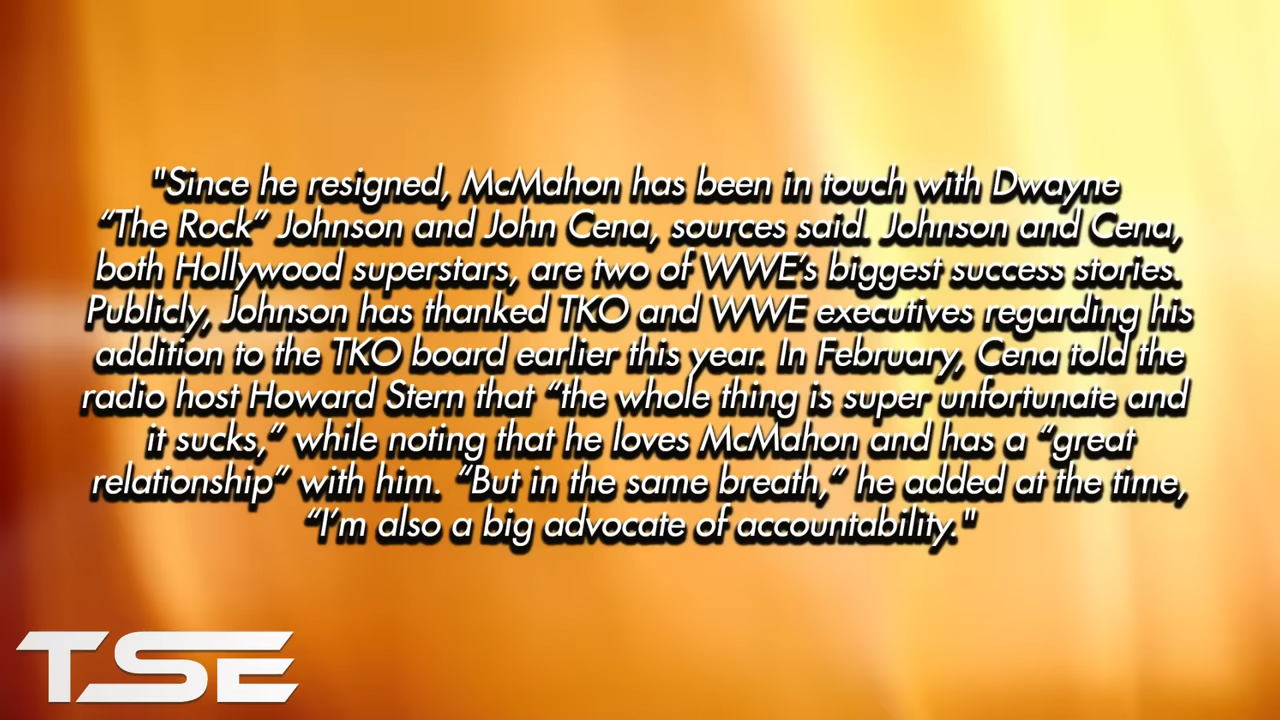 "Since he resigned, McMahon has been in touch with Dwayne
“The Rock” Johnson and John Cena, sources said. Johnson and Cena,
both Hollywood superstars, are two of WWE’s biggest success stories.
Publicly, Johnson has thanked TKO and WWE executives regarding his
addition to the TKO board earlier this year. In February, Cena told the
radio host Howard Stern that “the whole thing is super unfortunate and
it sucks,” while noting that he loves McMahon and has a “great
relationship” with him. “But in the same breath,” he added at the time,
“I’m also a big advocate of accountability."
TSE